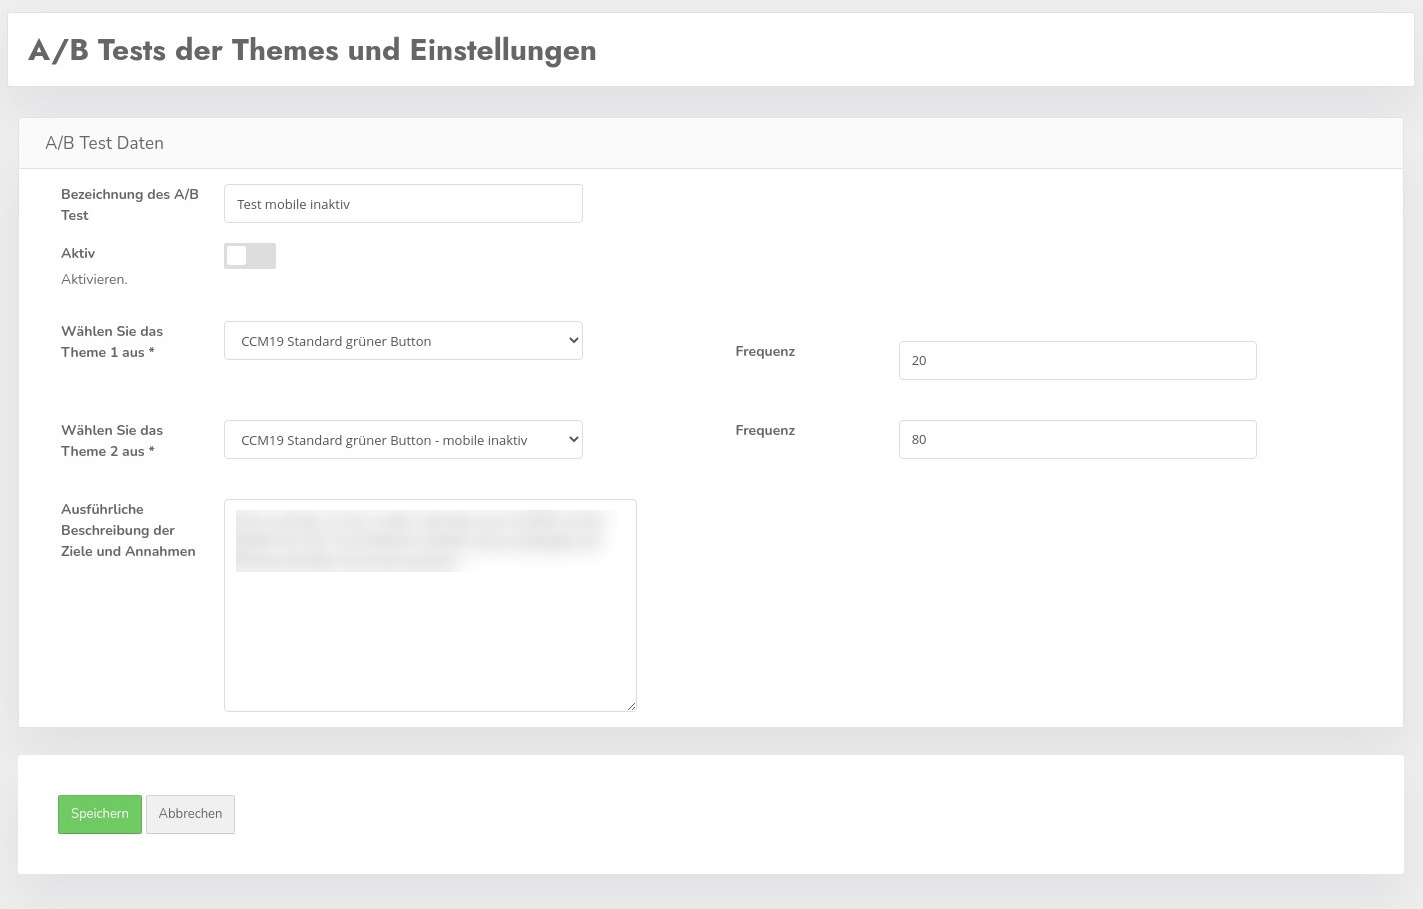 A/B Tests der Themes und Einstellungen
A/B Test Daten
Bezeichnung des A/B
Test
Test mobile inaktiv
Aktiv
Aktivieren.
Wählen Sie das
Theme 1 aus *
CCM19 Standard grüner Button
Frequenz
20
Wählen Sie das
Theme 2 aus *
CCM19 Standard grüner Button - mobile inaktiv
Frequenz
80
Ausführliche
Beschreibung der
Ziele und Annahmen
Speichern
Abbrechen